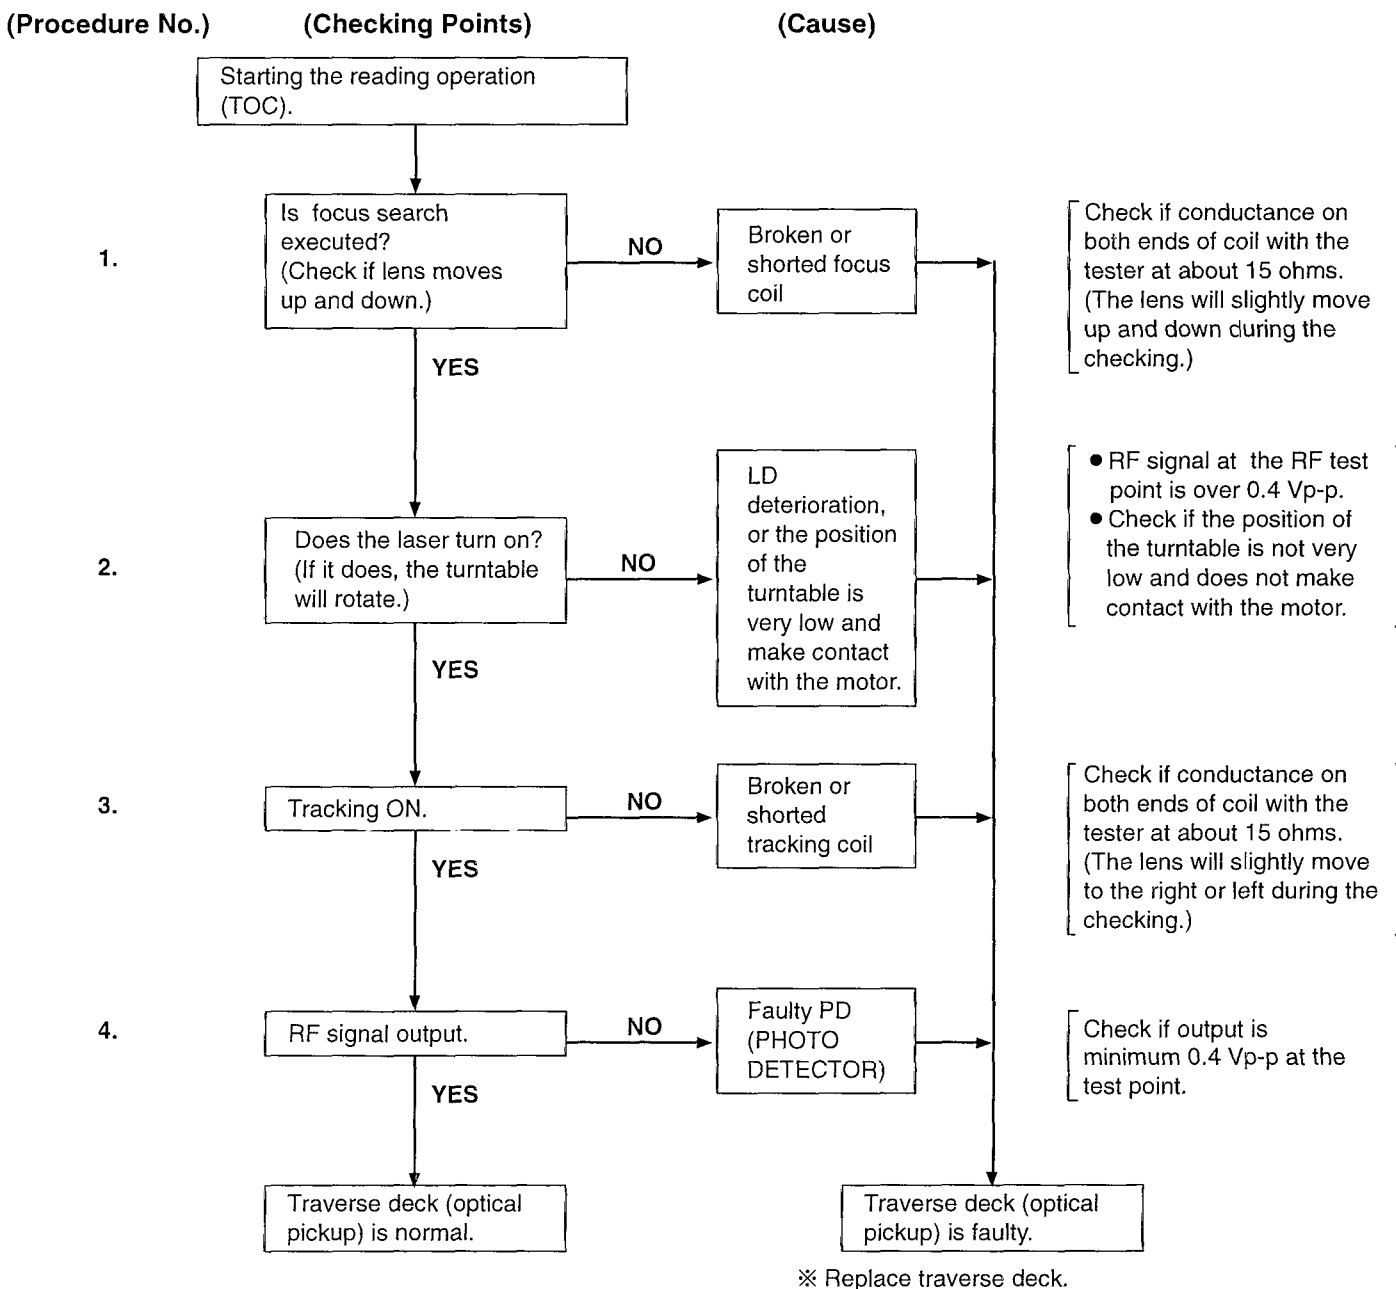 (Procedure No.) (Checking Points) (Cause)
Starting the reading operation
(TOC).
1.
Is focus search
executed?
(Check if lens moves
up and down.)
NO
Broken or
shorted focus
coil
Check if conductance on
both ends of coil with the
tester at about 15 ohms.
(The lens will slightly move
up and down during the
checking.)
YES
2.
Does the laser turn on?
(If it does, the turntable
will rotate.)
NO
LD
deterioration,
or the position
of the
turntable is
very low and
make contact
with the motor.
● RF signal at the RF test
point is over 0.4 Vp-p.
● Check if the position of
the turntable is not very
low and does not make
contact with the motor.
YES
3.
Tracking ON.
NO
Broken or
shorted
tracking coil
Check if conductance on
both ends of coil with the
tester at about 15 ohms.
(The lens will slightly move
to the right or left during the
checking.)
YES
4.
RF signal output.
NO
Faulty PD
(PHOTO
DETECTOR)
Check if output is
minimum 0.4 Vp-p at the
test point.
YES
Traverse deck (optical
pickup) is normal.
Traverse deck (optical
pickup) is faulty.
※ Replace traverse deck.